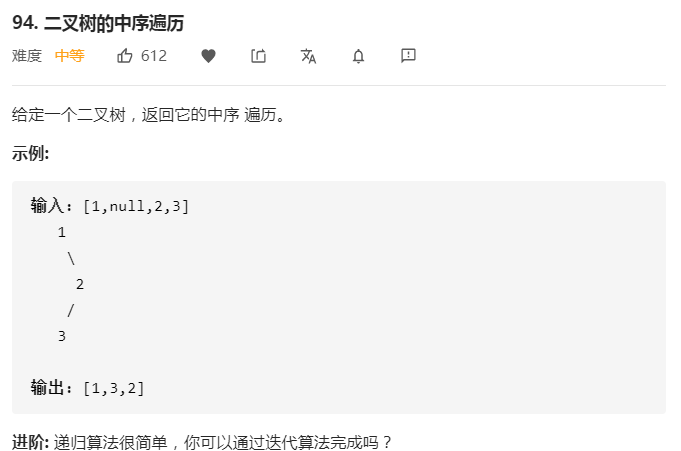 94. 二叉树的中序遍历
难度 中等 612
给定一个二叉树，返回它的中序 遍历。
示例:
输入: [1,null,2,3]
1
\
2
/
3
输出: [1,3,2]
进阶: 递归算法很简单，你可以通过迭代算法完成吗？